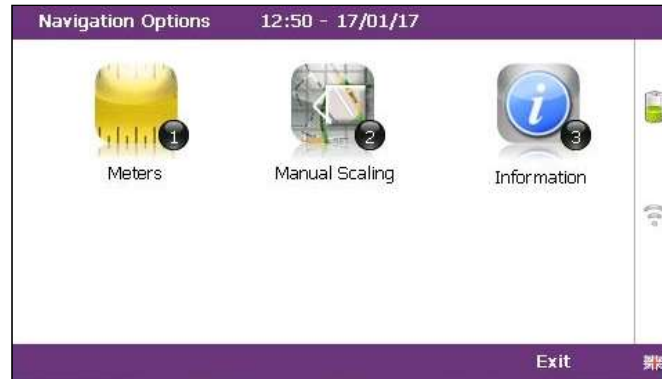 Navigation Options 12:50 - 17/01/17
1 2 3
Meters Manual Scaling Information
Exit